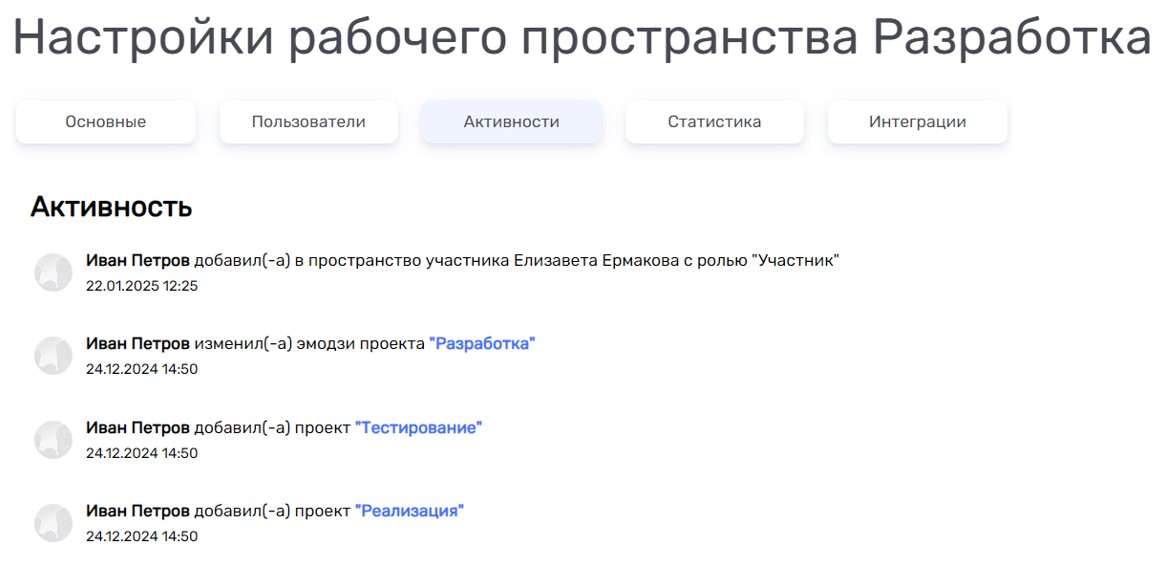 Настройки рабочего пространства Разработка
Основные Пользователи Активности Статистика Интеграции
Активность
Иван Петров добавил(-а) в пространство участника Елизавета Ермакова с ролью "Участник"
22.01.2025 12:25
Иван Петров изменил(-а) эмодзи проекта "Разработка"
24.12.2024 14:50
Иван Петров добавил(-а) проект "Тестирование"
24.12.2024 14:50
Иван Петров добавил(-а) проект "Реализация"
24.12.2024 14:50